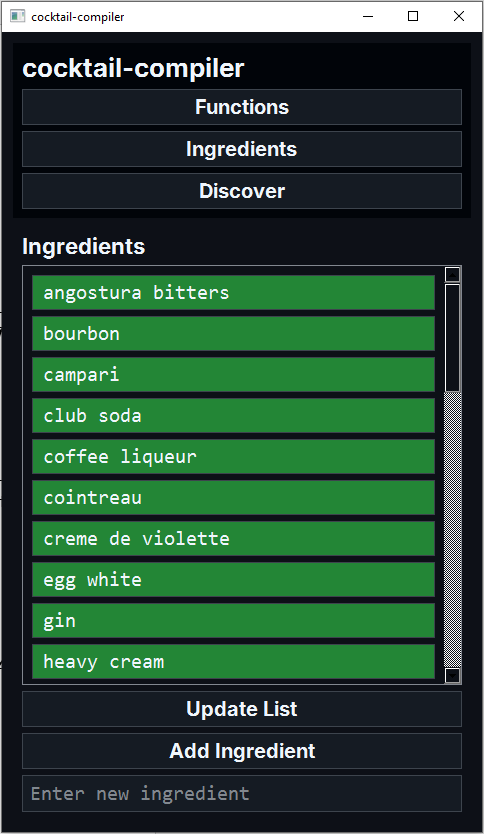 cocktail-compiler
cocktail-compiler
Functions
Ingredients
Discover
Ingredients
angostura bitters
bourbon
campari
club soda
coffee liqueur
cointreau
creme de violette
egg white
gin
heavy cream
Update List
Add Ingredient
Enter new ingredient